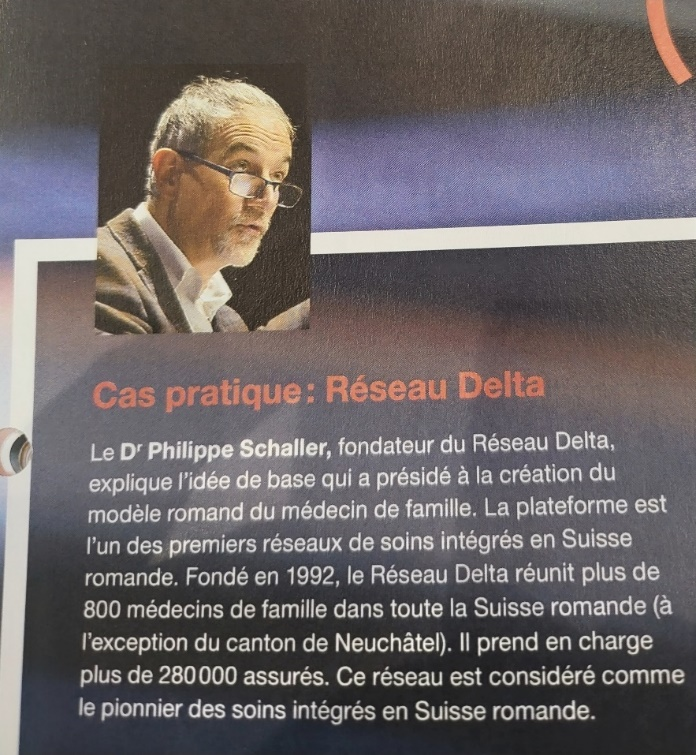 Cas pratique : Réseau Delta
Le Dʳ Philippe Schaller, fondateur du Réseau Delta,
explique l'idée de base qui a présidé à la création du
modèle romand du médecin de famille. La plateforme est
l'un des premiers réseaux de soins intégrés en Suisse
romande. Fondé en 1992, le Réseau Delta réunit plus de
800 médecins de famille dans toute la Suisse romande (à
l'exception du canton de Neuchâtel). Il prend en charge
plus de 280 000 assurés. Ce réseau est considéré comme
le pionnier des soins intégrés en Suisse romande.